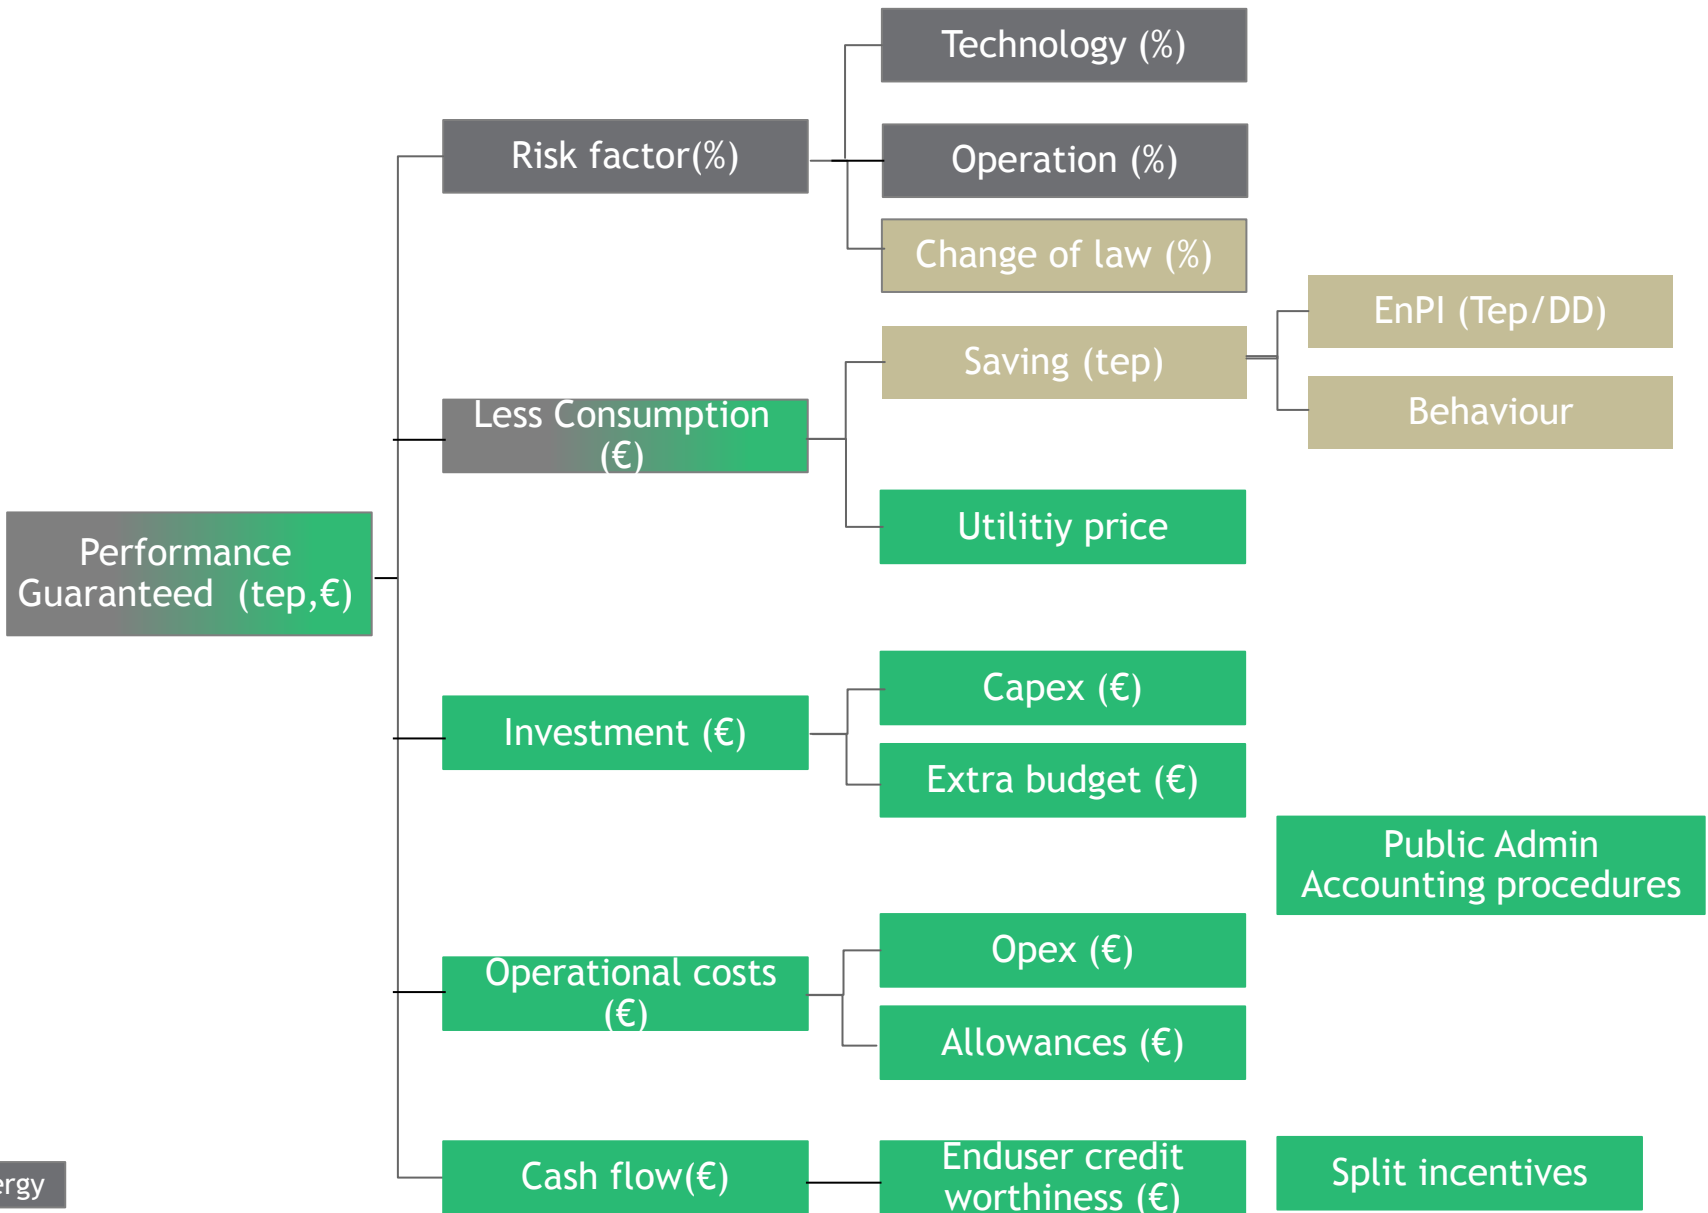 Technology (%)
Risk factor(%)
Operation (%)
Change of law (%)
EnPI (Tep/DD)
Saving (tep)
Behaviour
Less Consumption
(€)
Utilitiy price
Performance
Guaranteed (tep,€)
Capex (€)
Investment (€)
Extra budget (€)
Public Admin
Accounting procedures
Opex (€)
Operational costs
(€)
Allowances (€)
Cash flow(€)
Enduser credit
worthiness (€)
Split incentives